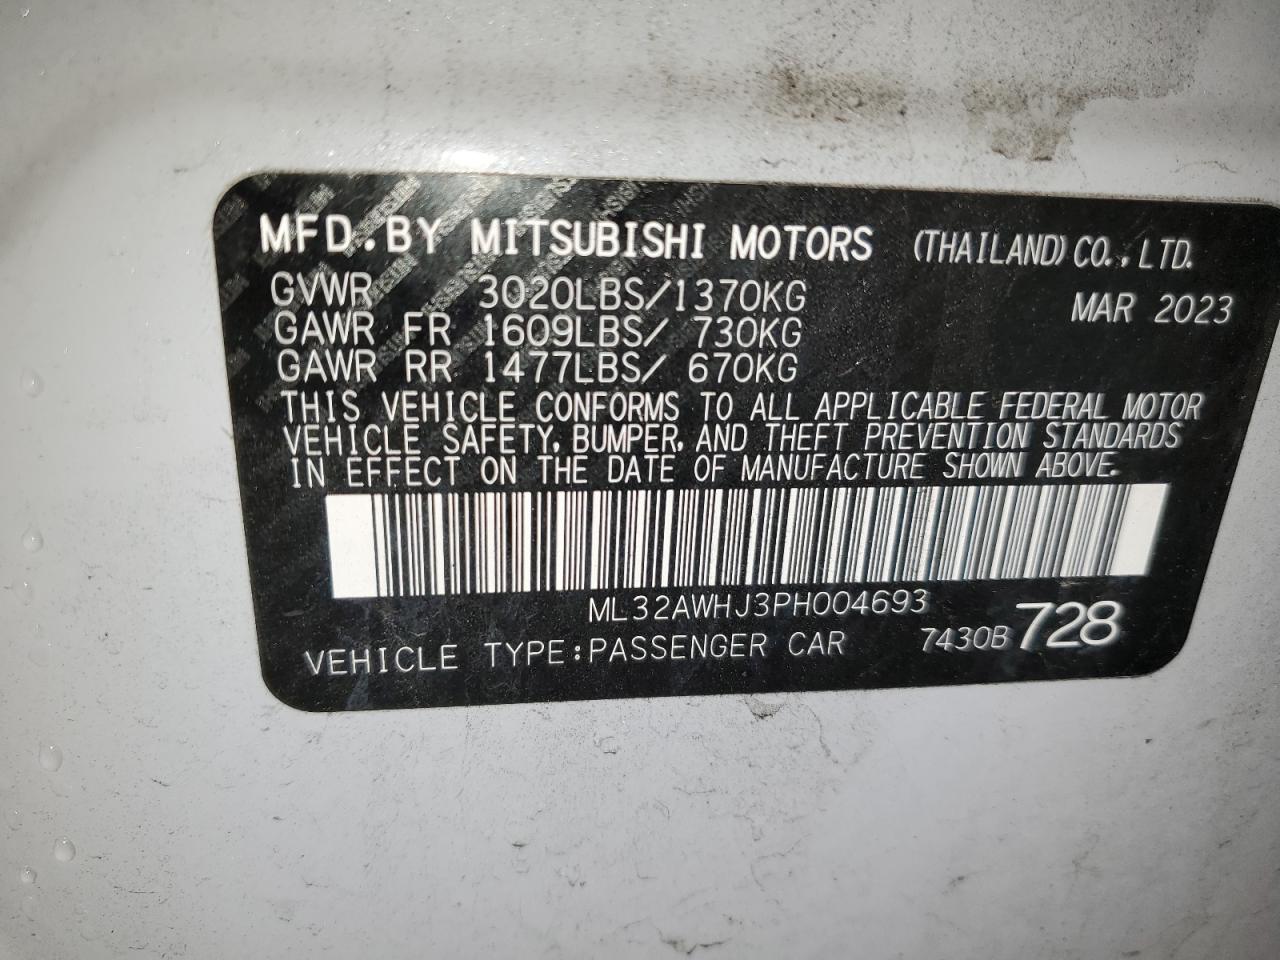 MFD. BY MITSUBISHI MOTORS (THAILAND) CO., LTD.
GVWR 3020LBS/1370KG MAR 2023
GAWR FR 1609LBS/ 730KG
GAWR RR 1477LBS/ 670KG
THIS VEHICLE CONFORMS TO ALL APPLICABLE FEDERAL MOTOR
VEHICLE SAFETY, BUMPER, AND THEFT PREVENTION STANDARDS
IN EFFECT ON THE DATE OF MANUFACTURE SHOWN ABOVE.
ML32AWHJ3PH004693
VEHICLE TYPE:PASSENGER CAR 7430B728